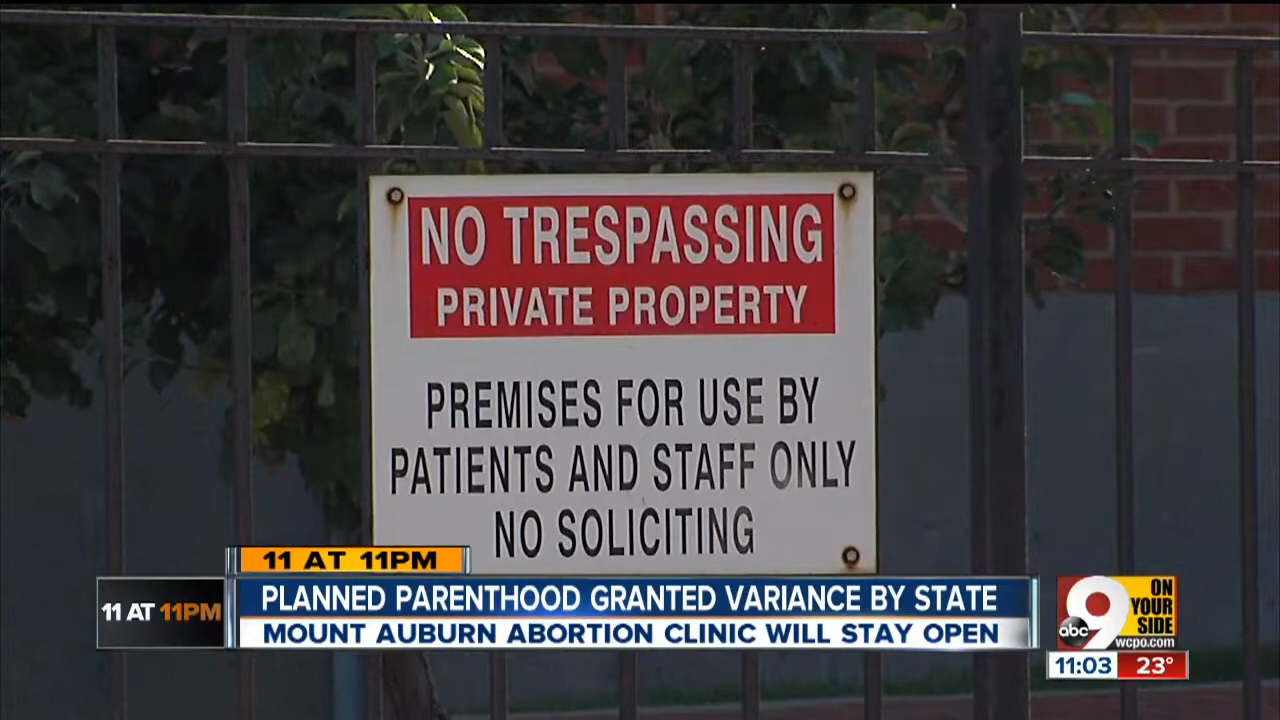 NO TRESPASSING
PRIVATE PROPERTY
PREMISES FOR USE BY
PATIENTS AND STAFF ONLY
NO SOLICITING
11 AT 11PM
11 AT 11PM
PLANNED PARENTHOOD GRANTED VARIANCE BY STATE
MOUNT AUBURN ABORTION CLINIC WILL STAY OPEN
abc 9
ON
YOUR
SIDE
wcpo.com
11:03 23°